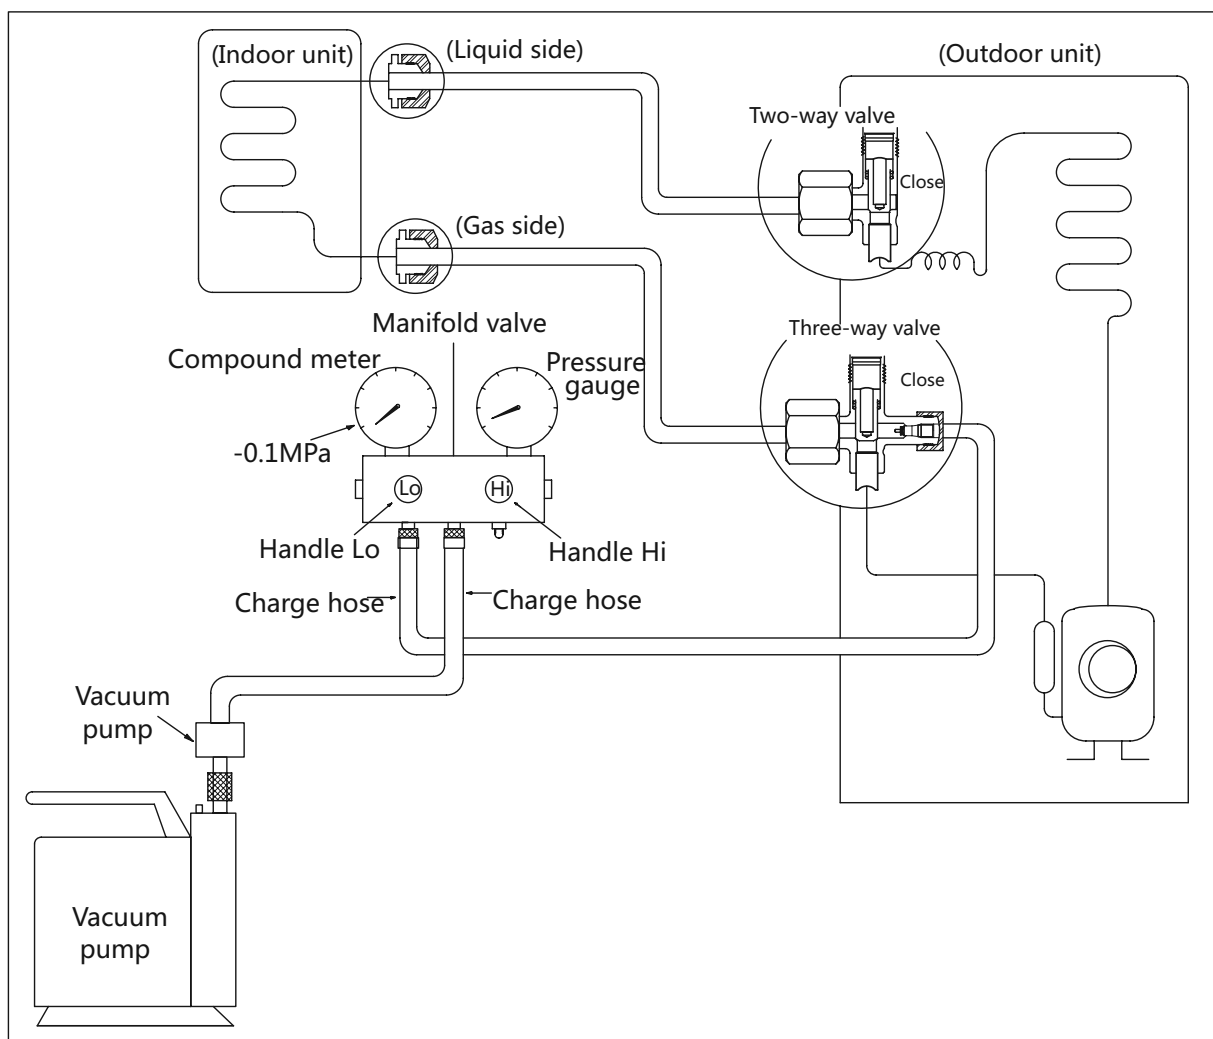 (Indoor unit)
(Liquid side)
(Outdoor unit)
Two-way valve
Close
(Gas side)
Three-way valve
Close
Manifold valve
Compound meter
Pressure
gauge
-0.1MPa
Lo
Hi
Handle Lo
Handle Hi
Charge hose
Charge hose
Vacuum
pump
Vacuum
pump